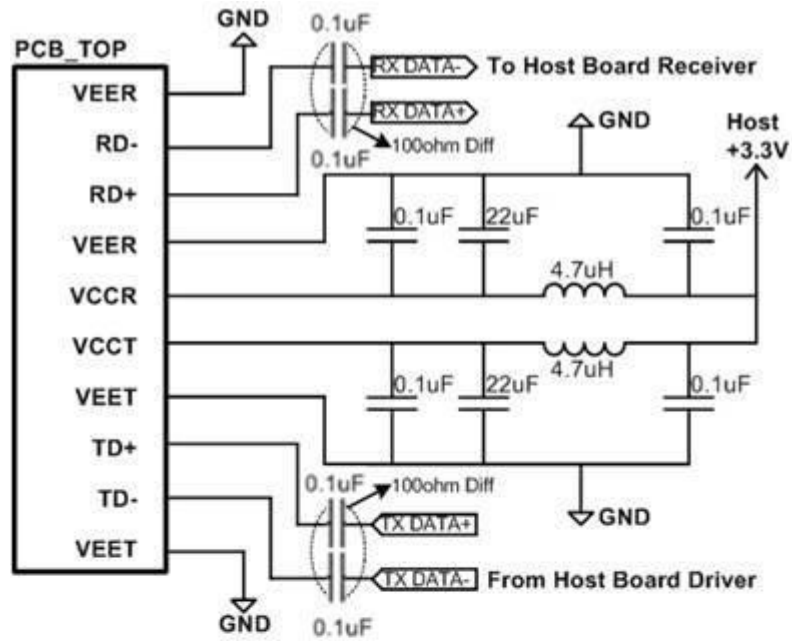 GND
0.1uF
PCB_TOP
VEER
RX DATA-
To Host Board Receiver
RX DATA+
RD-
0.1uF
100ohm Diff
GND
Host
+3.3V
RD+
VEER
0.1uF
22uF
0.1uF
4.7uH
VCCR
VCCT
4.7uH
0.1uF
22uF
0.1uF
VEET
TD+
0.1uF
100ohm Diff
TD-
TX DATA+
GND
VEET
TX DATA-
From Host Board Driver
GND
0.1uF